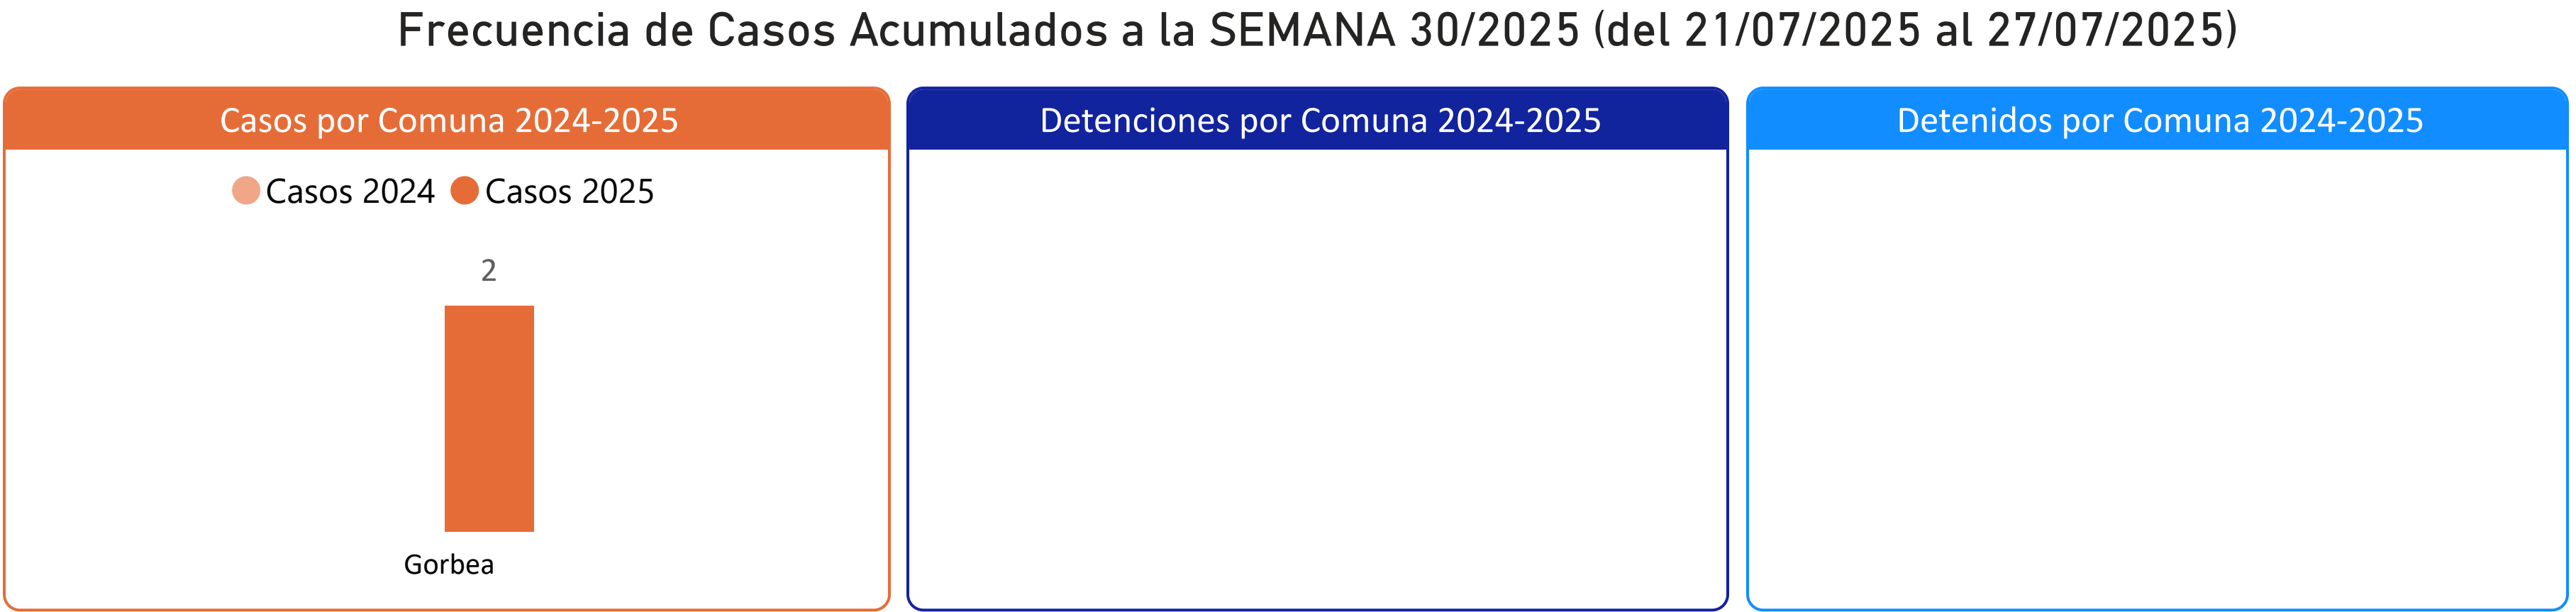 Frecuencia de Casos Acumulados a la SEMANA 30/2025 (del 21/07/2025 al 27/07/2025)
Casos por Comuna 2024-2025
Casos 2024 Casos 2025
2
Gorbea
Detenciones por Comuna 2024-2025
Detenidos por Comuna 2024-2025